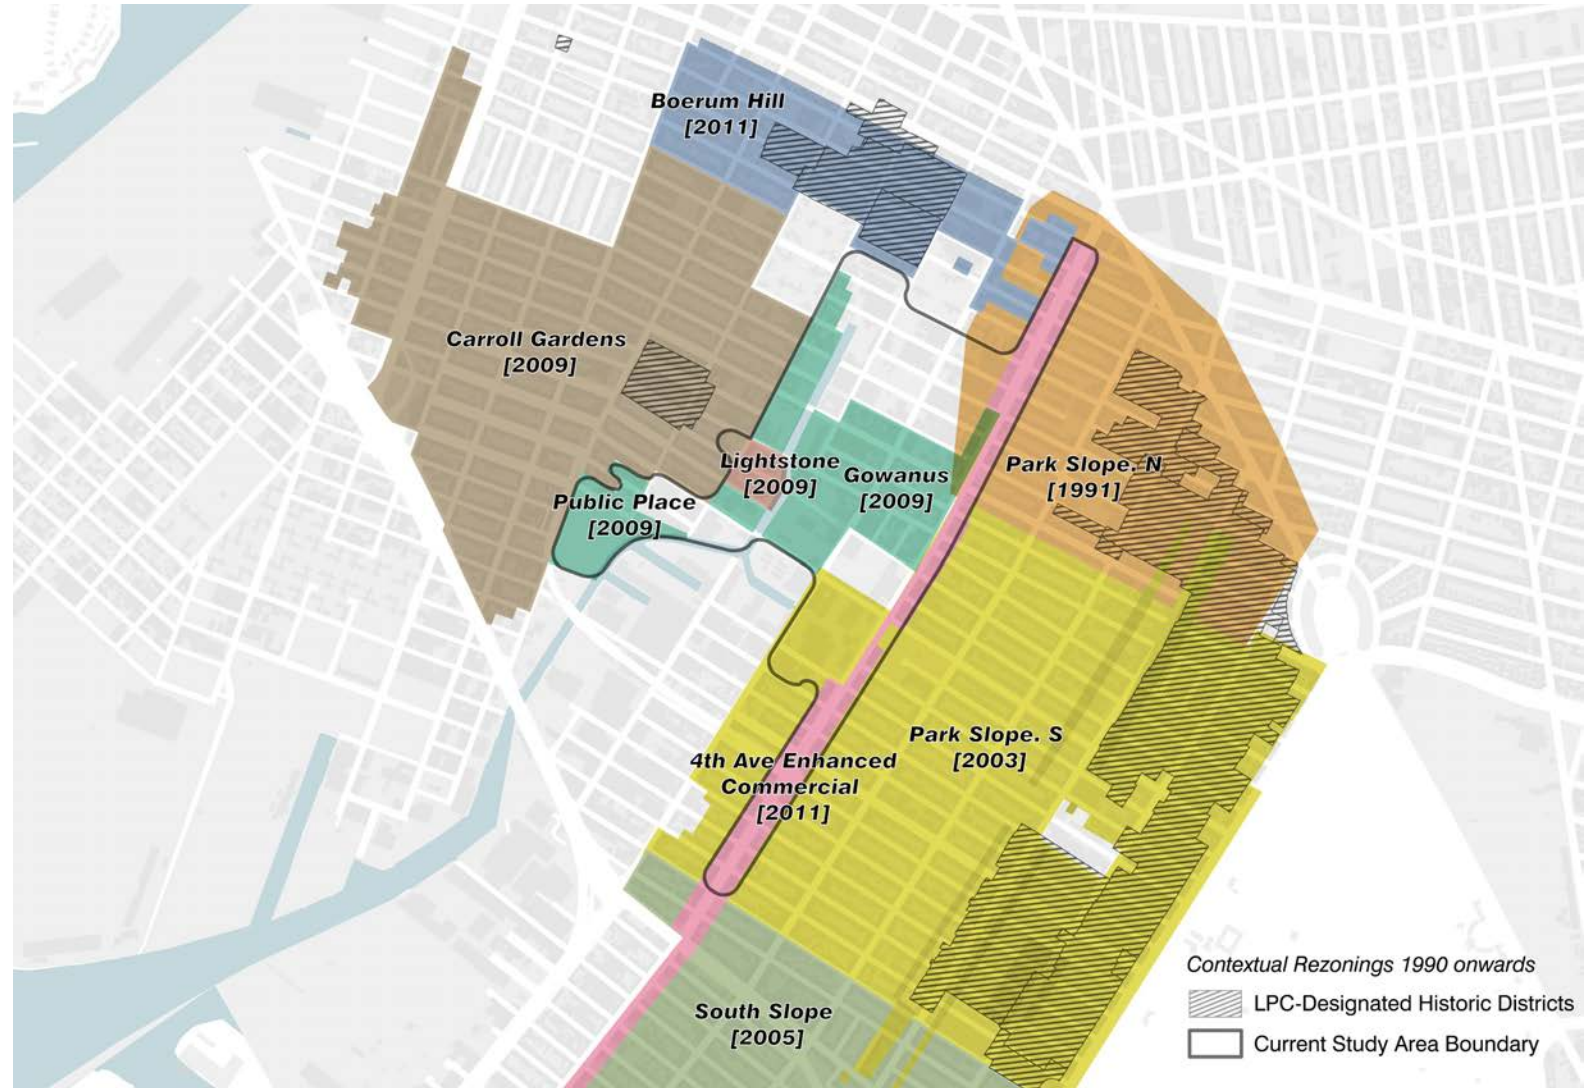 Boerum Hill
[2011]
Carroll Gardens
[2009]
Lightstone
[2009]
Gowanus
[2009]
Park Slope. N
[1991]
Public Place
[2009]
Park Slope. S
[2003]
4th Ave Enhanced
Commercial
[2011]
South Slope
[2005]
Contextual Rezonings 1990 onwards
LPC-Designated Historic Districts
Current Study Area Boundary